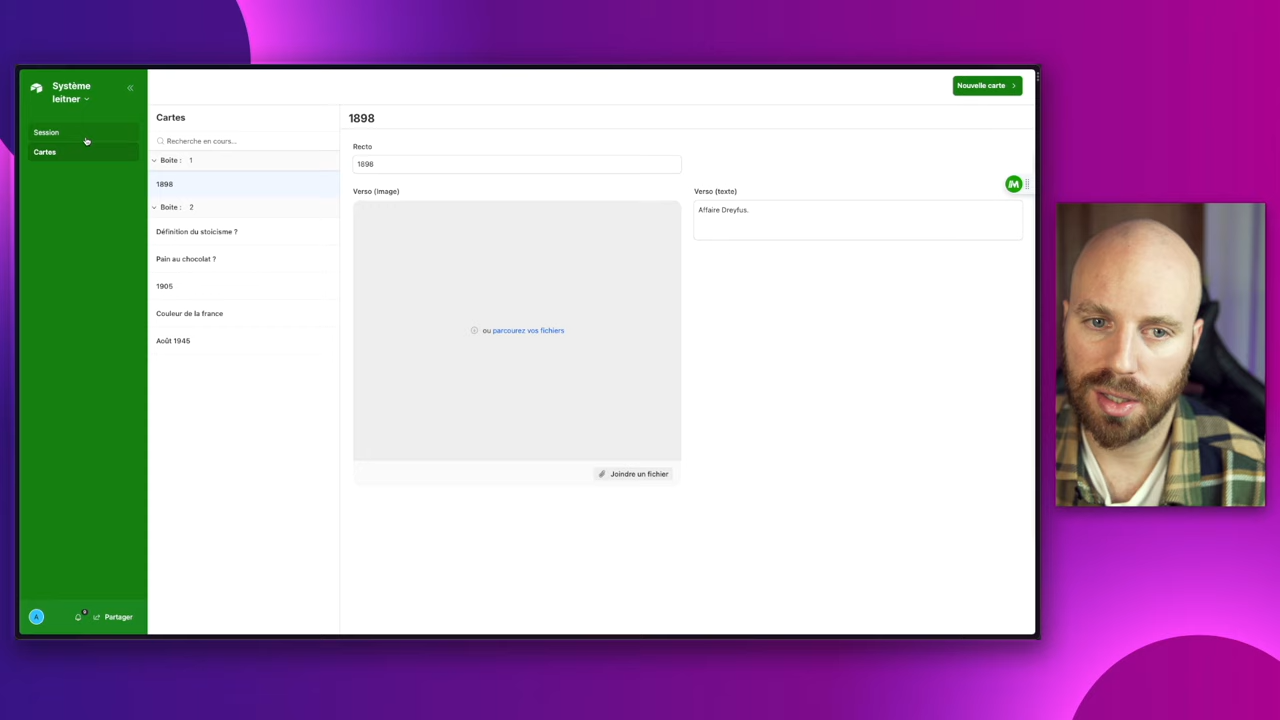 Système
leitner
Session
Cartes
A
0
Partager
Nouvelle carte
Cartes
Recherche en cours...
Boite : 1
1898
Boite : 2
Définition du stoicisme ?
Pain au chocolat ?
1905
Couleur de la france
Août 1945
1898
Recto
1898
Verso (Image)
ou parcourez vos fichiers
Joindre un fichier
Verso (texte)
Affaire Dreyfus.